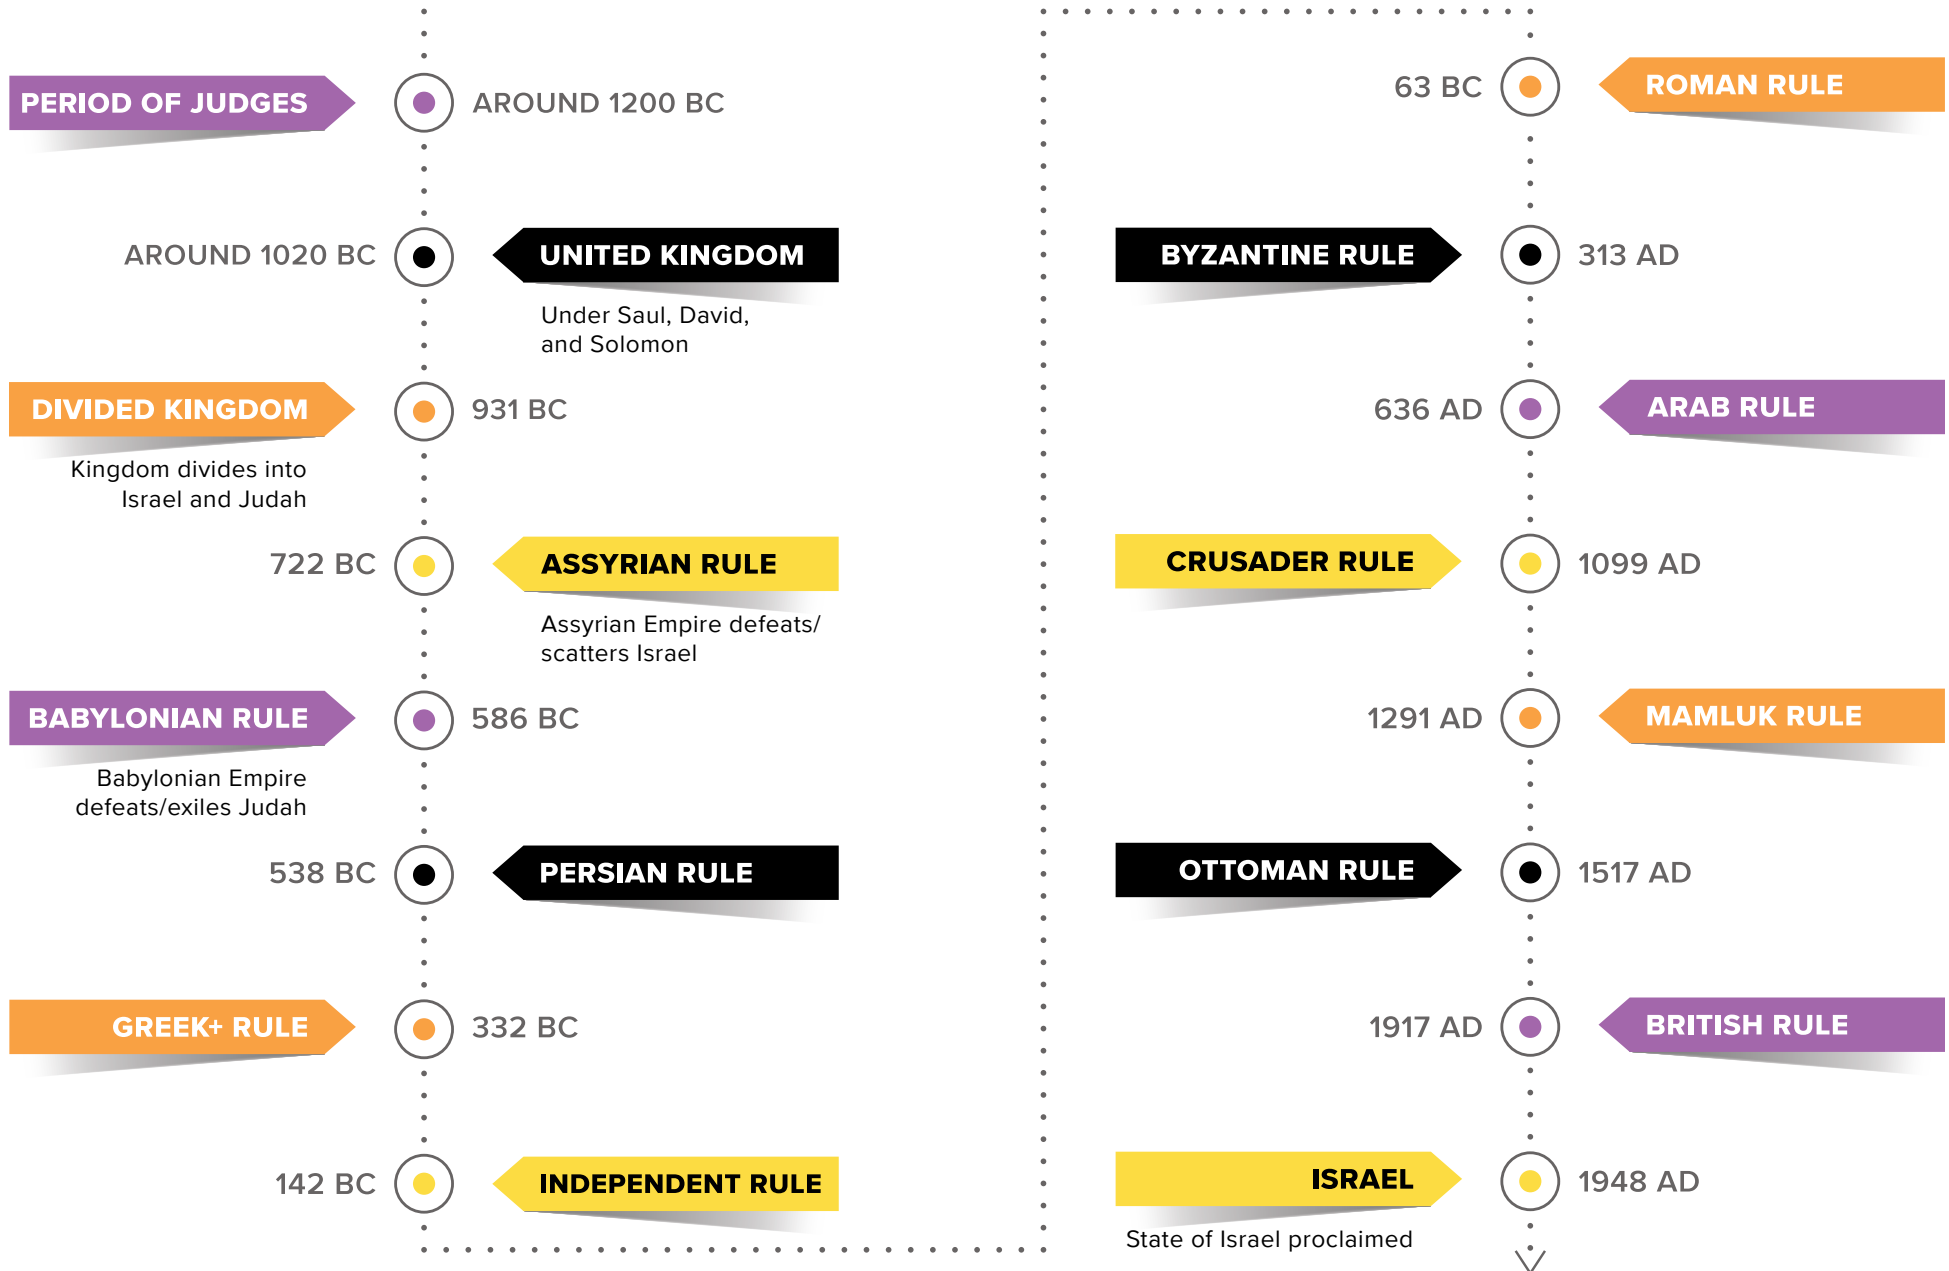 PERIOD OF JUDGES
AROUND 1200 BC
AROUND 1020 BC
UNITED KINGDOM
Under Saul, David,
and Solomon
DIVIDED KINGDOM
931 BC
Kingdom divides into
Israel and Judah
722 BC
ASSYRIAN RULE
Assyrian Empire defeats/
scatters Israel
BABYLONIAN RULE
586 BC
Babylonian Empire
defeats/exiles Judah
538 BC
PERSIAN RULE
GREEK+ RULE
332 BC
142 BC
INDEPENDENT RULE
63 BC
ROMAN RULE
BYZANTINE RULE
313 AD
636 AD
ARAB RULE
CRUSADER RULE
1099 AD
1291 AD
MAMLUK RULE
OTTOMAN RULE
1517 AD
1917 AD
BRITISH RULE
ISRAEL
1948 AD
State of Israel proclaimed